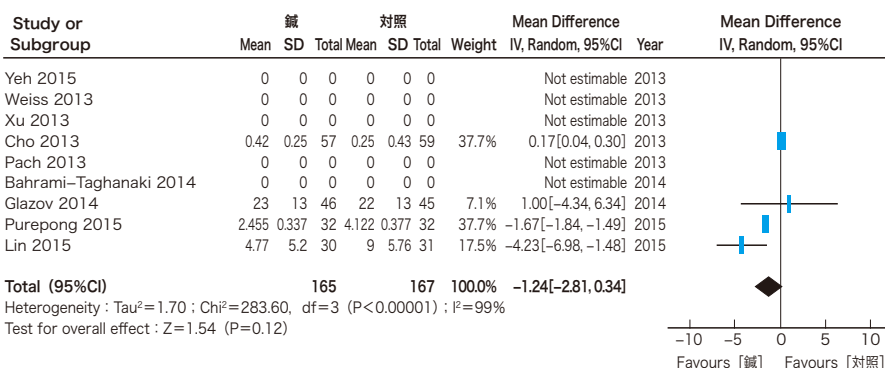 Study or 鍼 対照 Mean Difference Mean Difference
Subgroup Mean SD Total Mean SD Total Weight IV, Random, 95%CI Year IV, Random, 95%CI
Yeh 2015 0 0 0 0 0 0 Not estimable 2013
Weiss 2013 0 0 0 0 0 0 Not estimable 2013
Xu 2013 0 0 0 0 0 0 Not estimable 2013
Cho 2013 0.42 0.25 57 0.25 0.43 59 37.7% 0.17[0.04, 0.30] 2013
Pach 2013 0 0 0 0 0 0 Not estimable 2013
Bahrami−Taghanaki 2014 0 0 0 0 0 0 Not estimable 2014
Glazov 2014 23 13 46 22 13 45 7.1% 1.00[−4.34, 6.34] 2014
Purepong 2015 2.455 0.337 32 4.122 0.377 32 37.7% −1.67[−1.84, −1.49] 2015
Lin 2015 4.77 5.2 30 9 5.76 31 17.5% −4.23[−6.98, −1.48] 2015
Total (95%CI) 165 167 100.0% −1.24[−2.81, 0.34]
Heterogeneity：Tau²＝1.70；Chi²＝283.60, df＝3（P＜0.00001）；I²＝99%
Test for overall effect：Z＝1.54（P＝0.12）
−10 −5 0 5 10
Favours［鍼］ Favours［対照］